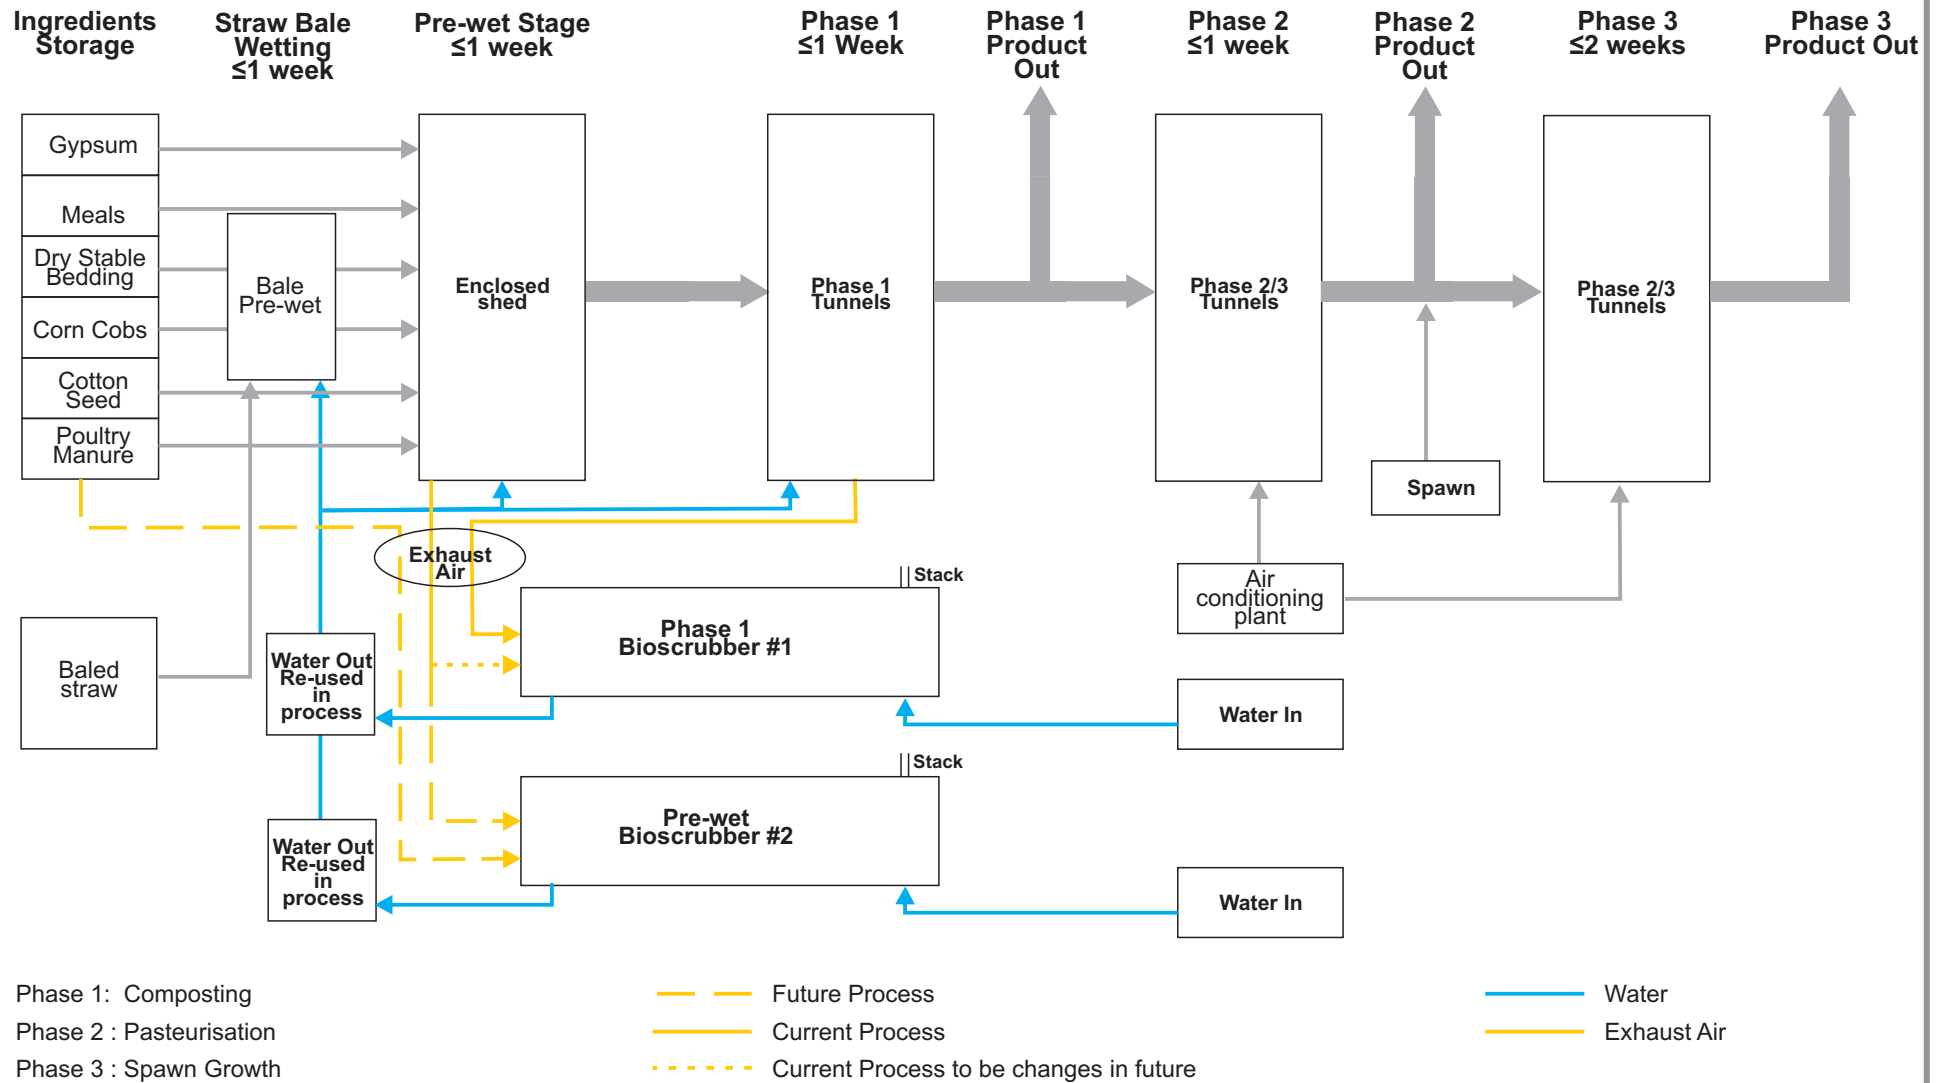 Ingredients
Storage
Straw Bale
Wetting
≤1 week
Pre-wet Stage
≤1 week
Phase 1
≤1 Week
Phase 1
Product
Out
Phase 2
≤1 week
Phase 2
Product
Out
Phase 3
≤2 weeks
Phase 3
Product Out
Gypsum
Meals
Dry Stable
Bedding
Corn Cobs
Cotton
Seed
Poultry
Manure
Bale
Pre-wet
Enclosed
shed
Phase 1
Tunnels
Phase 2/3
Tunnels
Phase 2/3
Tunnels
Spawn
Exhaust
Air
Air
conditioning
plant
Stack
Phase 1
Bioscrubber #1
Baled
straw
Water Out
Re-used
in
process
Water In
Stack
Pre-wet
Bioscrubber #2
Water Out
Re-used
in
process
Water In
Phase 1:  Composting
Phase 2 : Pasteurisation
Phase 3 : Spawn Growth
Future Process
Current Process
Current Process to be changes in future
Water
Exhaust Air